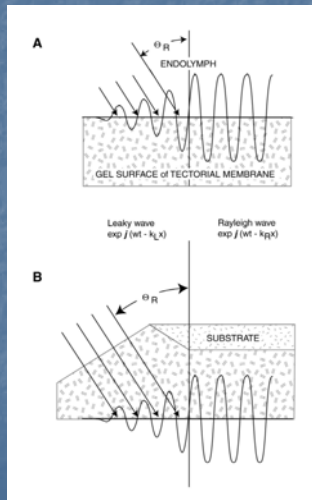 A
Θ R
ENDOLYMPH
GEL SURFACE of TECTORIAL MEMBRANE
Leaky wave
exp j (wt - kLx)
Rayleigh wave
exp j (wt - kRx)
B
Θ R
SUBSTRATE